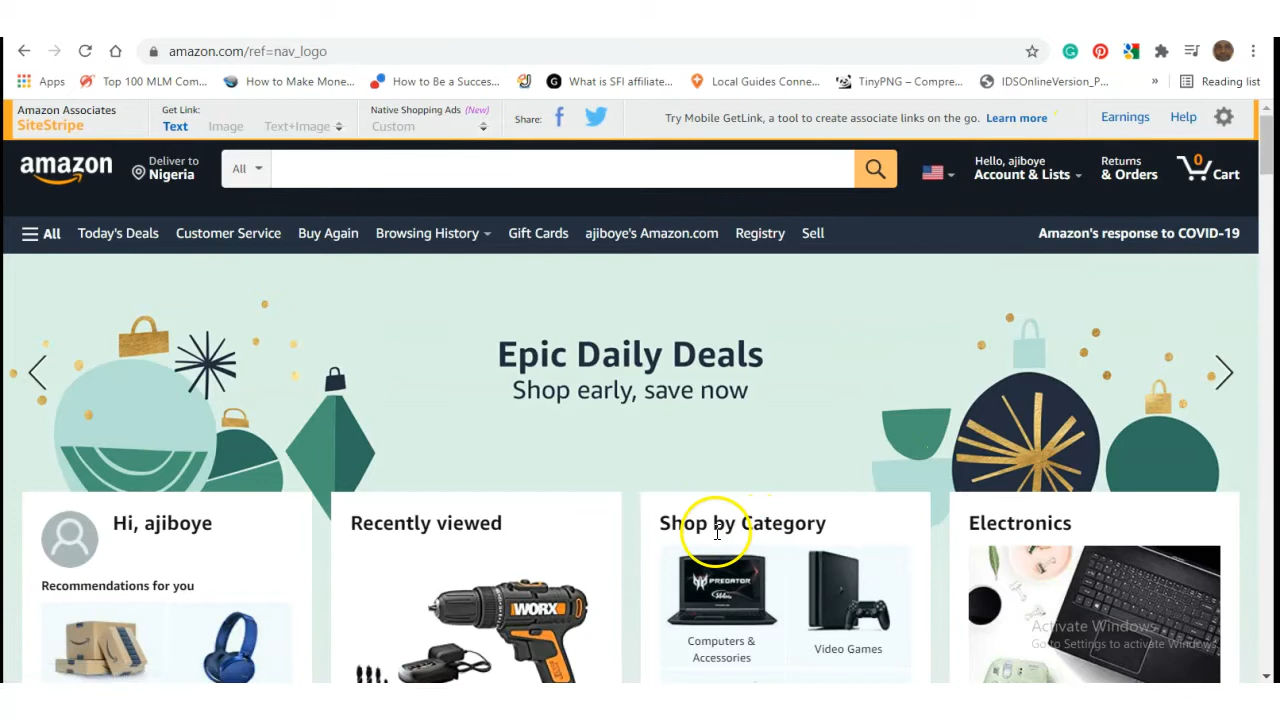 amazon.com/ref=nav_logo
Apps
Top 100 MLM Com...
How to Make Mone...
How to Be a Succes...
What is SFI affiliate...
Local Guides Conne...
TinyPNG – Compre...
IDSOnlineVersion_P...
»
Reading list
Amazon Associates
SiteStripe
Get Link:
Text
Image
Text+Image
Native Shopping Ads (New)
Custom
Share:
Try Mobile GetLink, a tool to create associate links on the go. Learn more
Earnings
Help
amazon
Deliver to
Nigeria
All
Hello, ajiboye
Account & Lists
Returns
& Orders
0
Cart
All
Today's Deals
Customer Service
Buy Again
Browsing History
Gift Cards
ajiboye's Amazon.com
Registry
Sell
Amazon's response to COVID-19
Epic Daily Deals
Shop early, save now
Hi, ajiboye
Recommendations for you
Recently viewed
WORX
Shop by Category
PREDATOR
Computers &
Accessories
Video Games
Electronics
Activate Windows
Go to Settings to activate Windows.